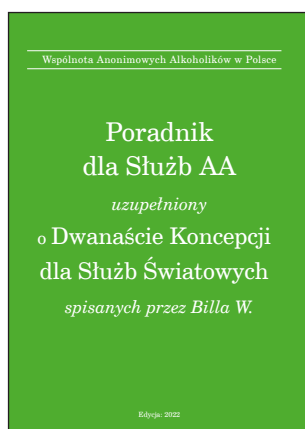 Wspólnota Anonimowych Alkoholików w Polsce
Poradnik
dla Służb AA
uzupełniony
o Dwanaście Koncepcji
dla Służb Światowych
spisanych przez Billa W.
Edycja: 2022